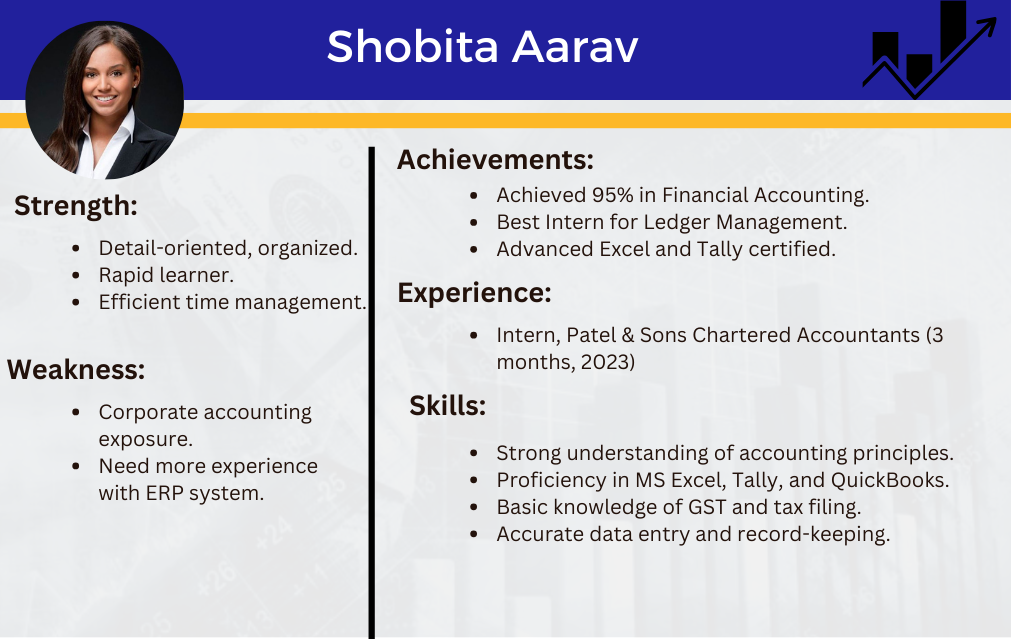 Shobita Aarav
Strength:
• Detail-oriented, organized.
• Rapid learner.
• Efficient time management.
Weakness:
• Corporate accounting
exposure.
• Need more experience
with ERP system.
Achievements:
• Achieved 95% in Financial Accounting.
• Best Intern for Ledger Management.
• Advanced Excel and Tally certified.
Experience:
• Intern, Patel & Sons Chartered Accountants (3
months, 2023)
Skills:
• Strong understanding of accounting principles.
• Proficiency in MS Excel, Tally, and QuickBooks.
• Basic knowledge of GST and tax filing.
• Accurate data entry and record-keeping.